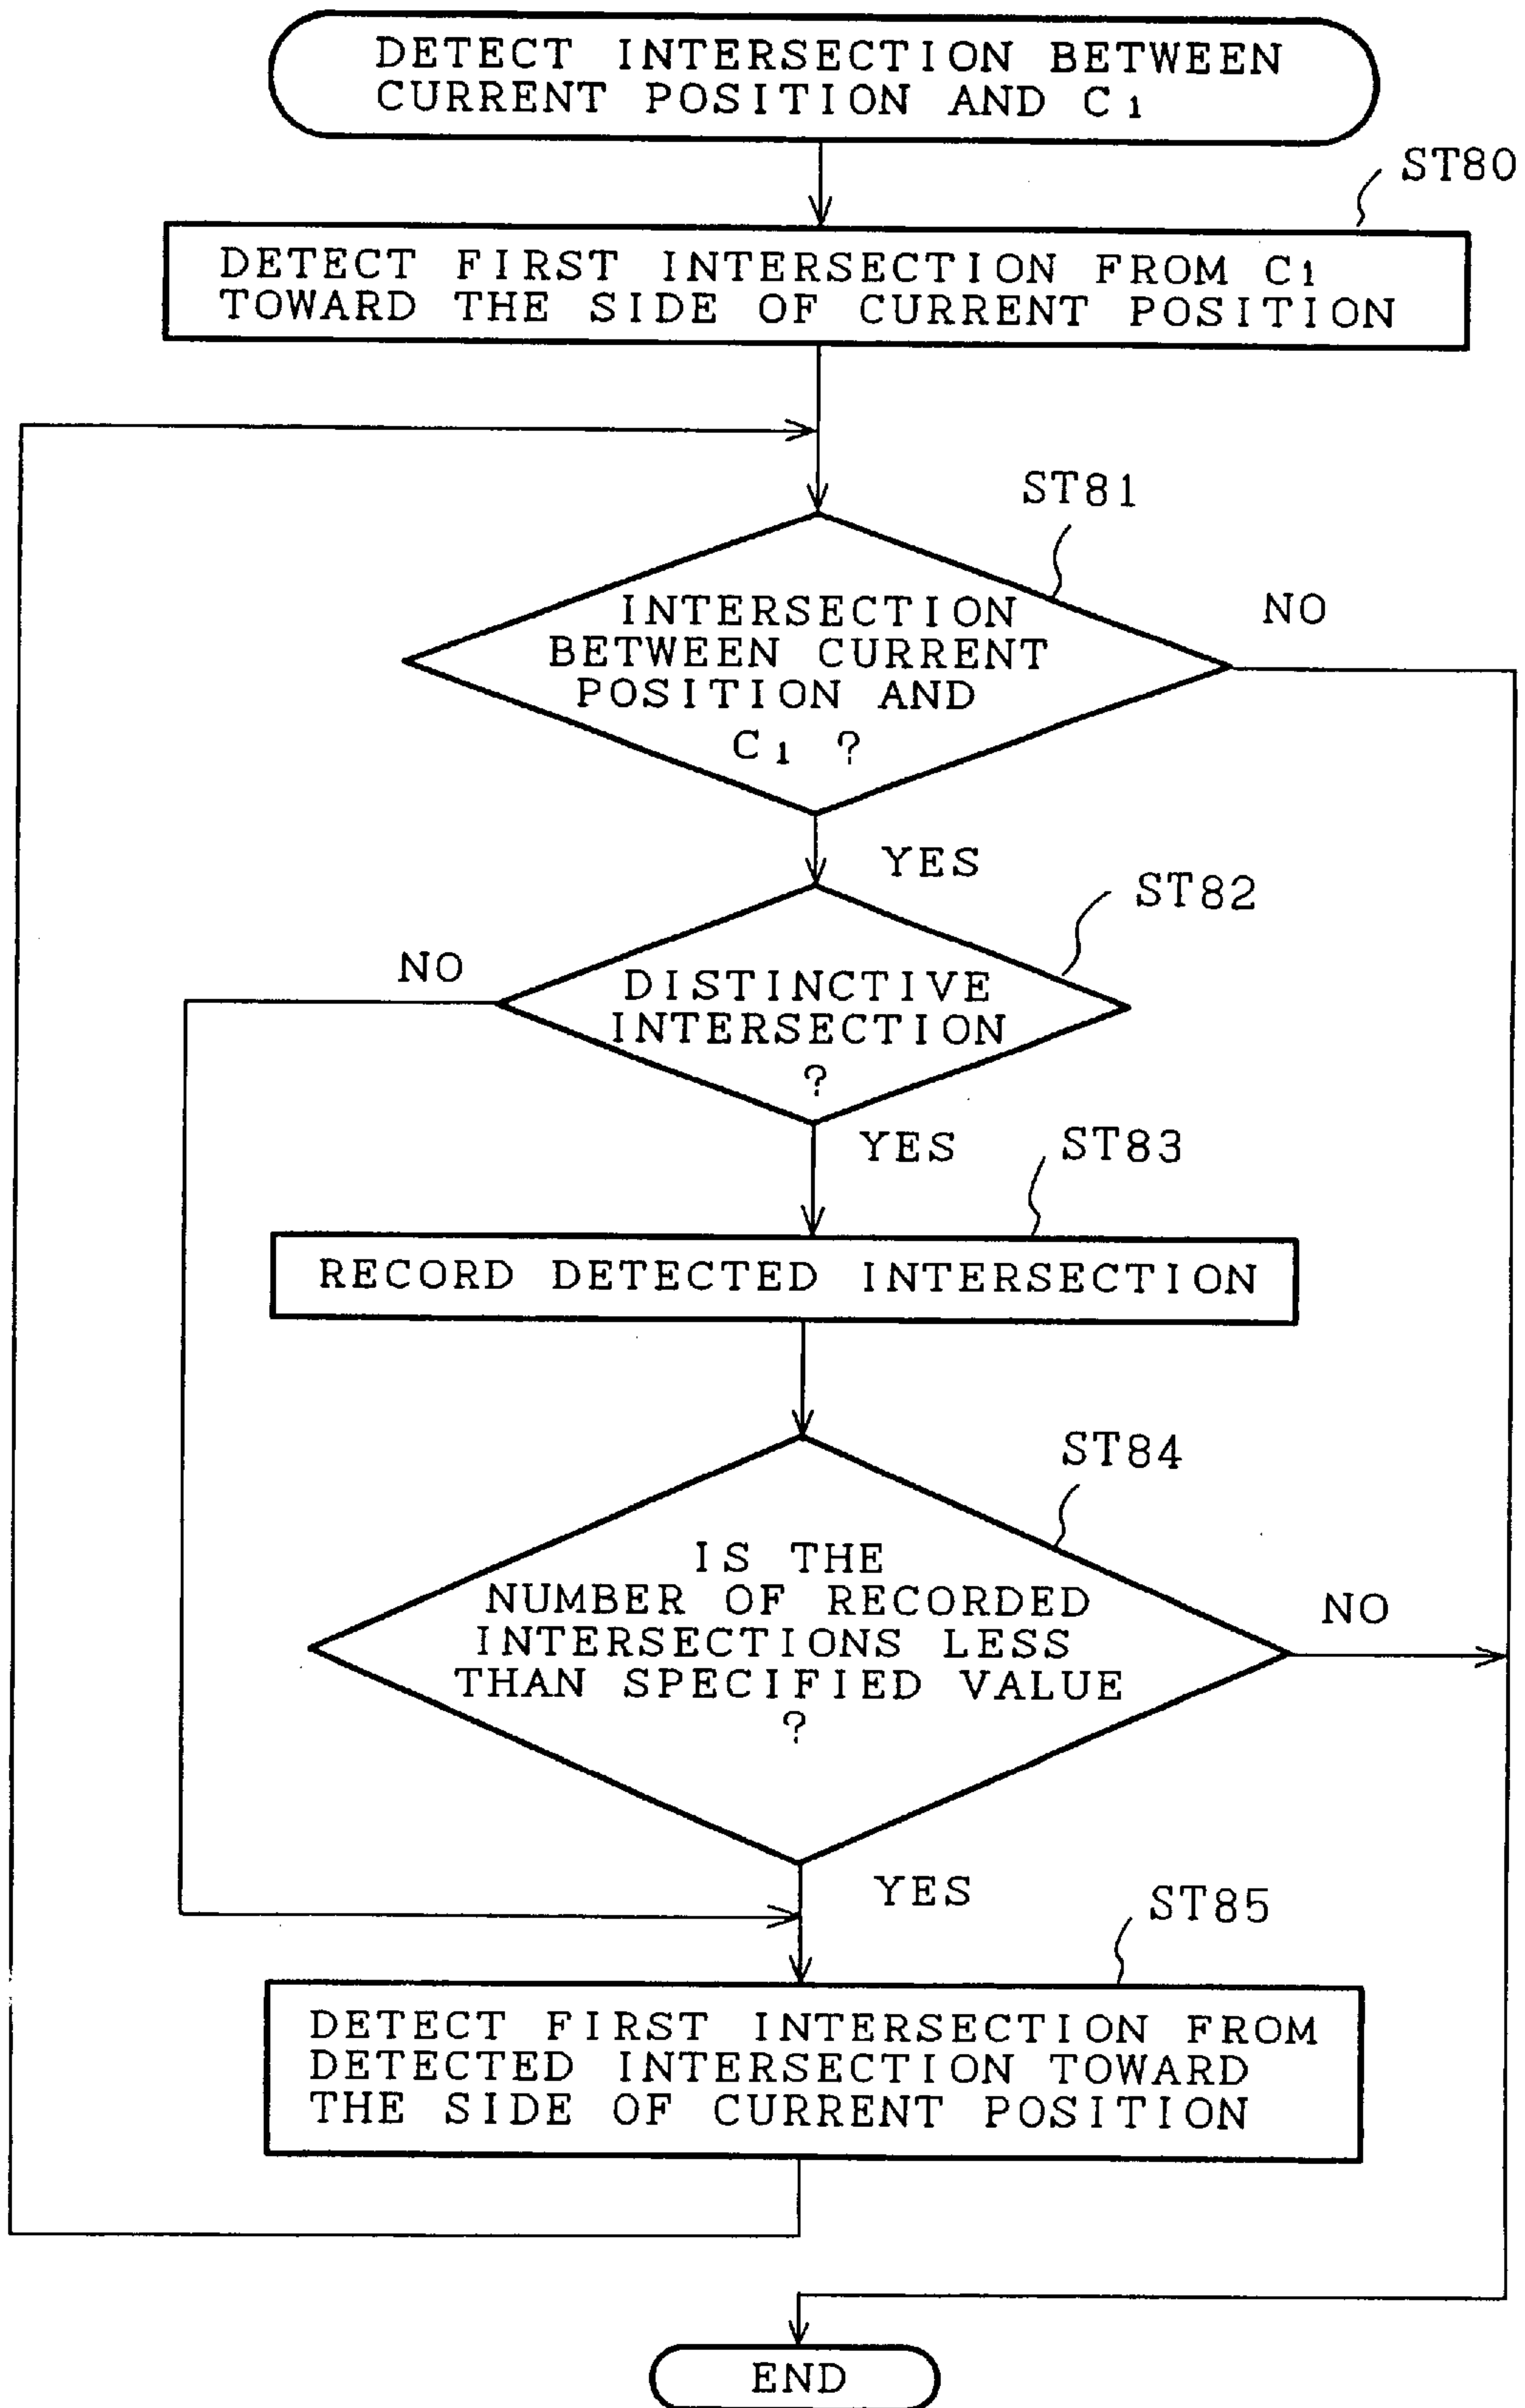 DETECT INTERSECTION BETWEEN
CURRENT POSITION AND C1
ST80
DETECT FIRST INTERSECTION FROM C1
TOWARD THE SIDE OF CURRENT POSITION
ST81
INTERSECTION
BETWEEN CURRENT
POSITION AND
C1 ?
NO
YES
ST82
NO
DISTINCTIVE
INTERSECTION
?
YES
ST83
RECORD DETECTED INTERSECTION
ST84
IS THE
NUMBER OF RECORDED
INTERSECTIONS LESS
THAN SPECIFIED VALUE
?
NO
YES
ST85
DETECT FIRST INTERSECTION FROM
DETECTED INTERSECTION TOWARD
THE SIDE OF CURRENT POSITION
END